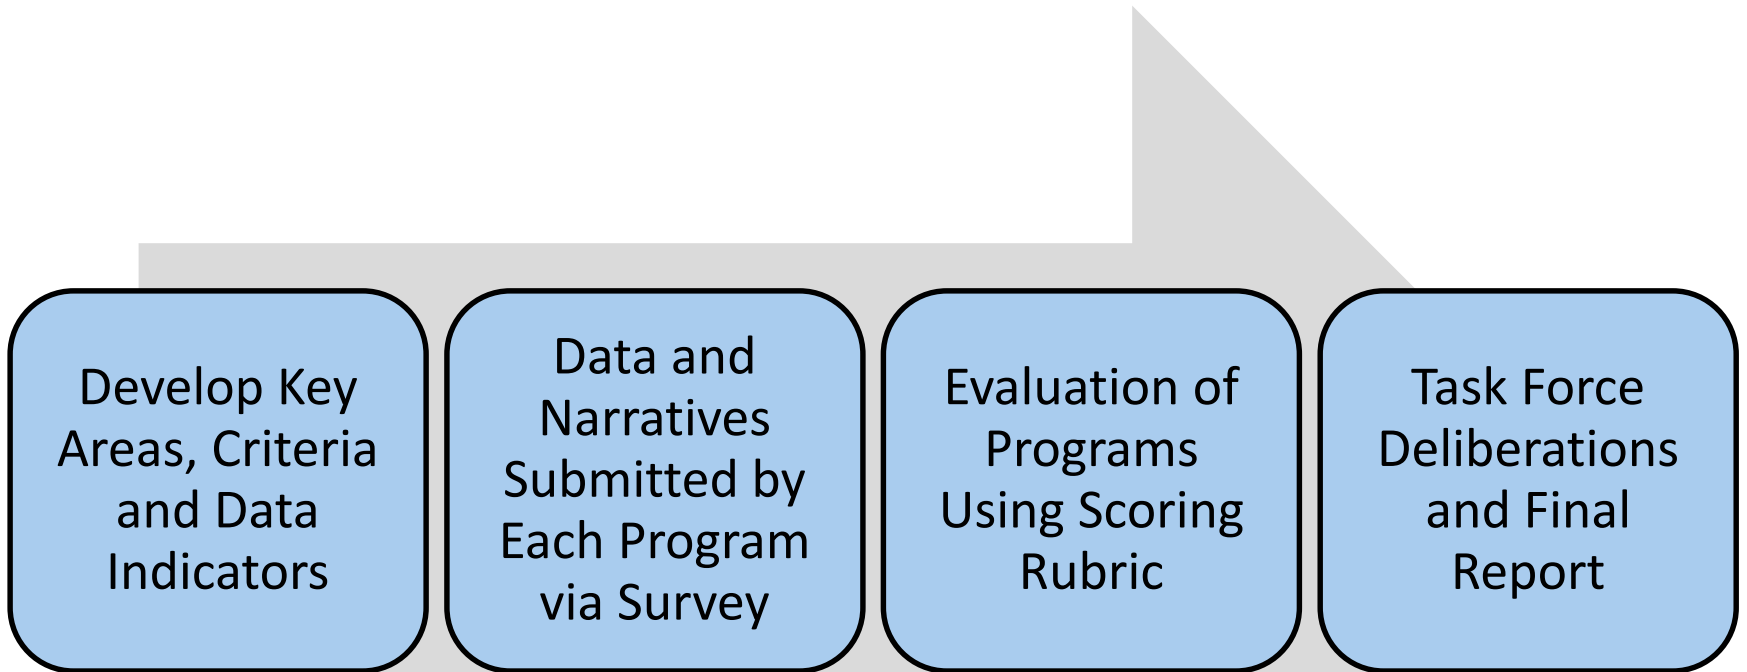 Develop Key
Areas, Criteria
and Data
Indicators
Data and
Narratives
Submitted by
Each Program
via Survey
Evaluation of
Programs
Using Scoring
Rubric
Task Force
Deliberations
and Final
Report